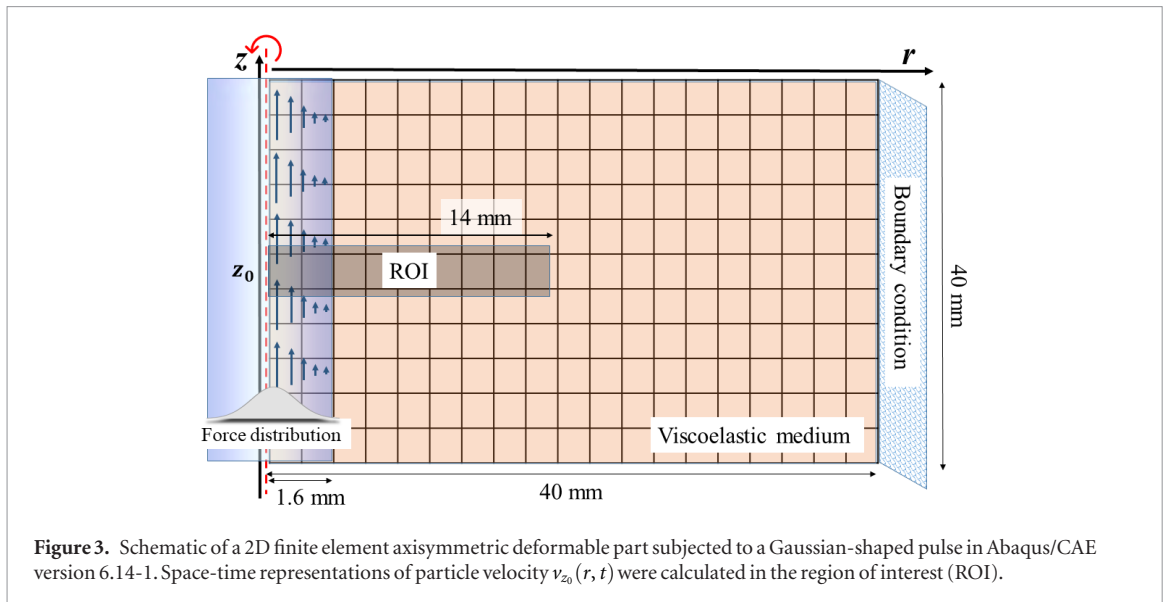 z
r
14 mm
z₀
ROI
Boundary condition
40 mm
Force distribution
Viscoelastic medium
1.6 mm
40 mm
Figure 3. Schematic of a 2D finite element axisymmetric deformable part subjected to a Gaussian-shaped pulse in Abaqus/CAE
version 6.14-1. Space-time representations of particle velocity v_{z₀}(r, t) were calculated in the region of interest (ROI).